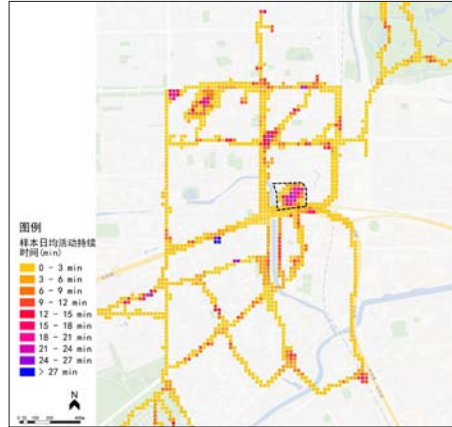 图例
样本日均活动持续
时间(min)
0 - 3 min
3 - 6 min
6 - 9 min
9 - 12 min
12 - 15 min
15 - 18 min
18 - 21 min
21 - 24 min
24 - 27 min
> 27 min
N